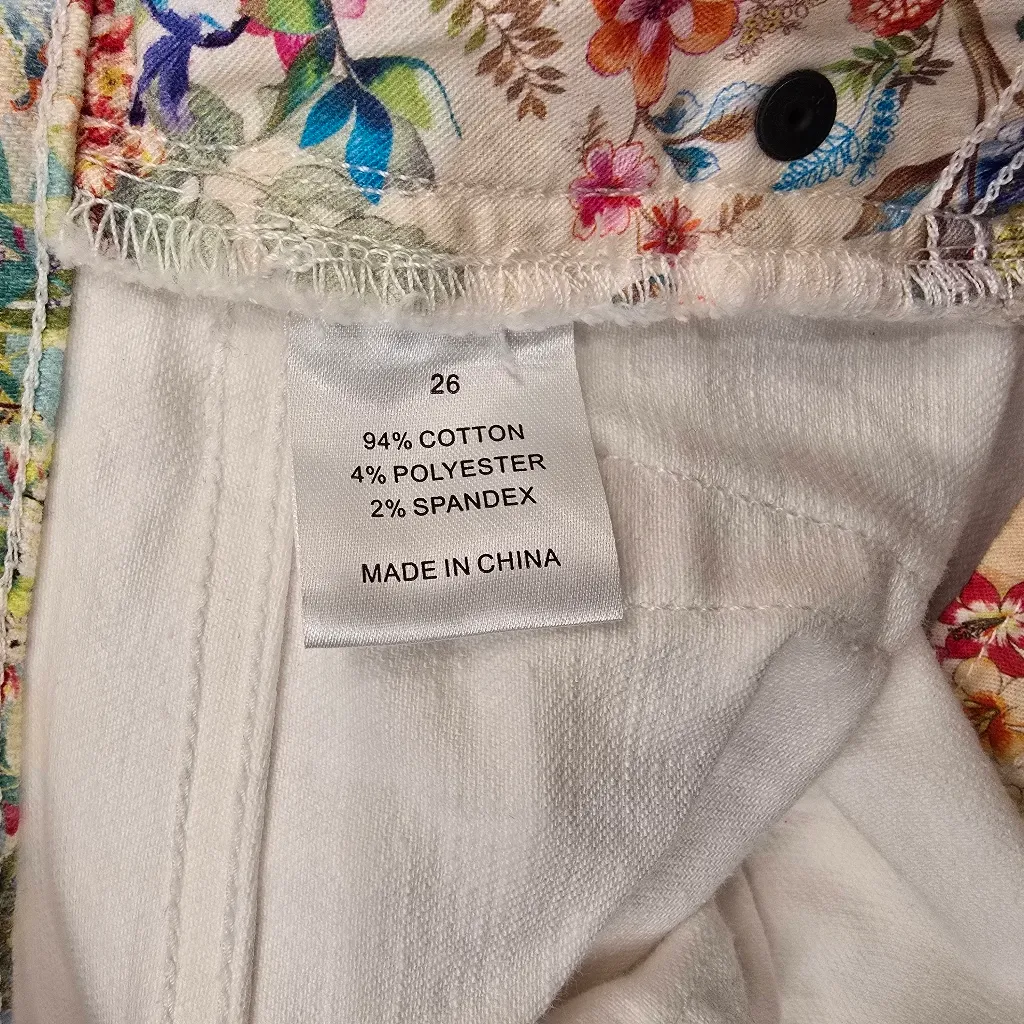 26
94% COTTON
4% POLYESTER
2% SPANDEX
MADE IN CHINA